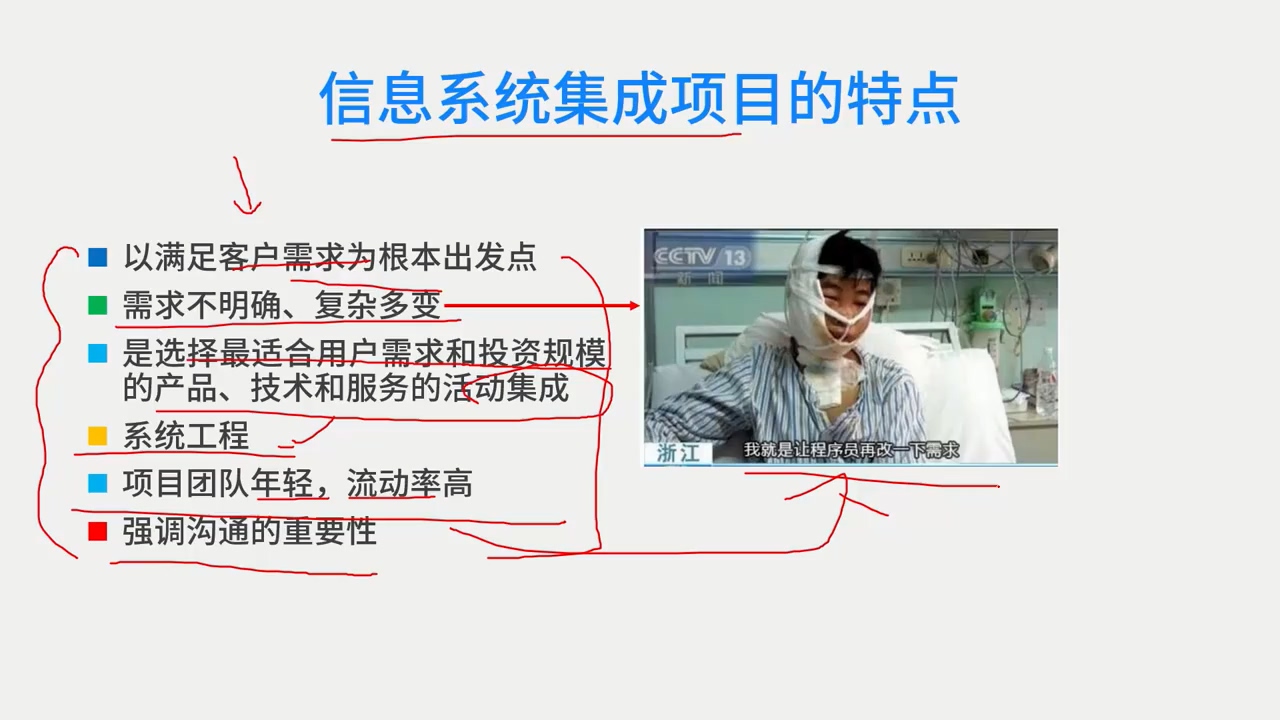 信息系统集成项目的特点
以满足客户需求为根本出发点
需求不明确、复杂多变
是选择最适合用户需求和投资规模
的产品、技术和服务的活动集成
系统工程
项目团队年轻，流动率高
强调沟通的重要性
CCTV 13
新闻
浙江
我就是让程序员再改一下需求